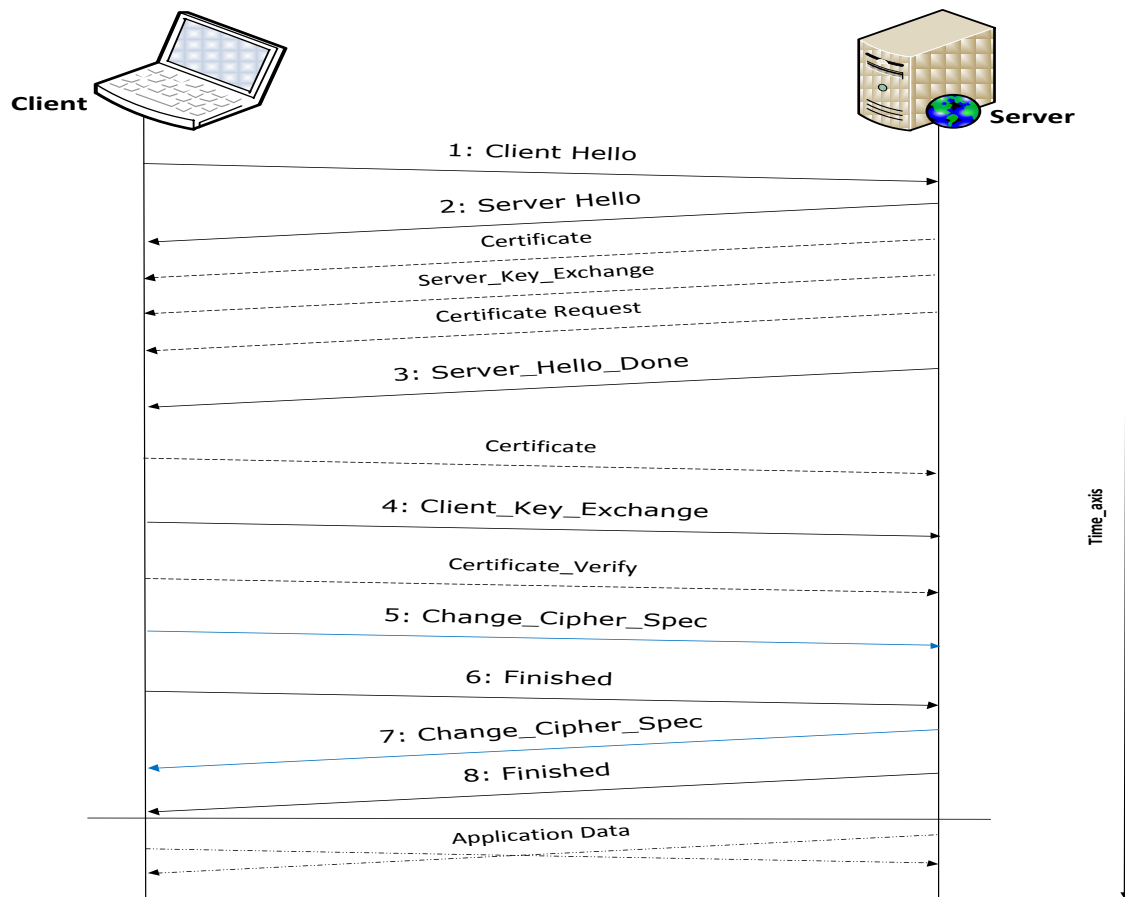 Client
Server
1: Client Hello
2: Server Hello
Certificate
Server_Key_Exchange
Certificate Request
3: Server_Hello_Done
Certificate
4: Client_Key_Exchange
Time_axis
Certificate_Verify
5: Change_Cipher_Spec
6: Finished
7: Change_Cipher_Spec
8: Finished
Application Data